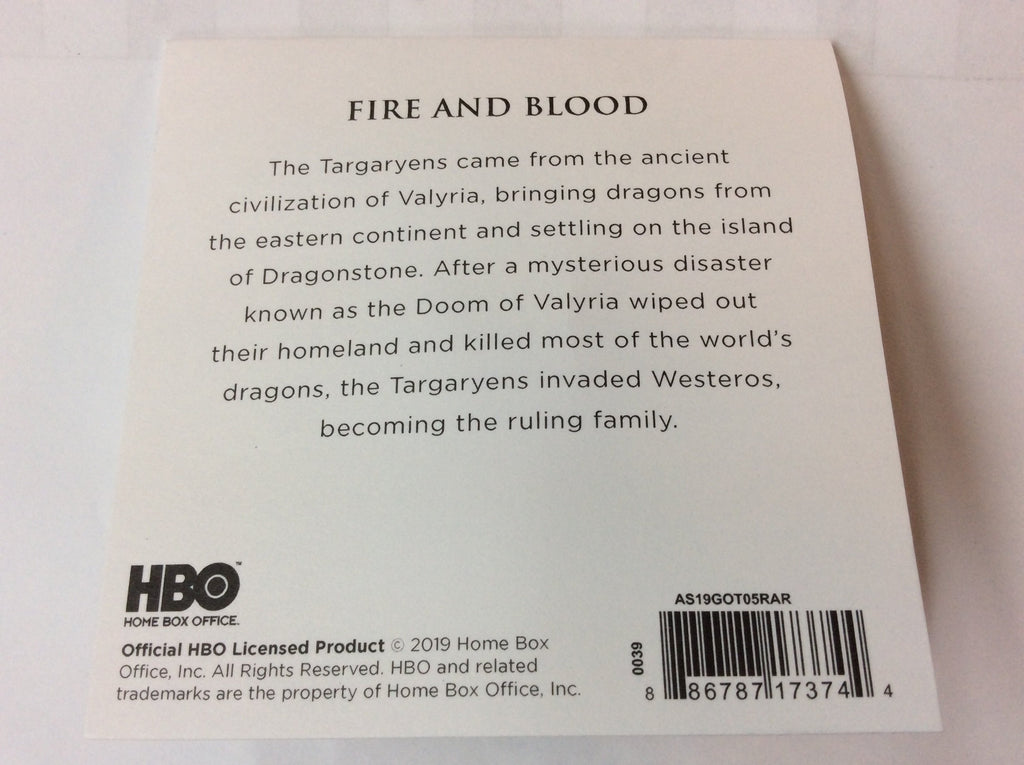 FIRE AND BLOOD
The Targaryens came from the ancient
civilization of Valyria, bringing dragons from
the eastern continent and settling on the island
of Dragonstone. After a mysterious disaster
known as the Doom of Valyria wiped out
their homeland and killed most of the world's
dragons, the Targaryens invaded Westeros,
becoming the ruling family.
HBO™
HOME BOX OFFICE.
Official HBO Licensed Product © 2019 Home Box
Office, Inc. All Rights Reserved. HBO and related
trademarks are the property of Home Box Office, Inc.
AS19GOT05RAR
0039
8 86787 17374 4